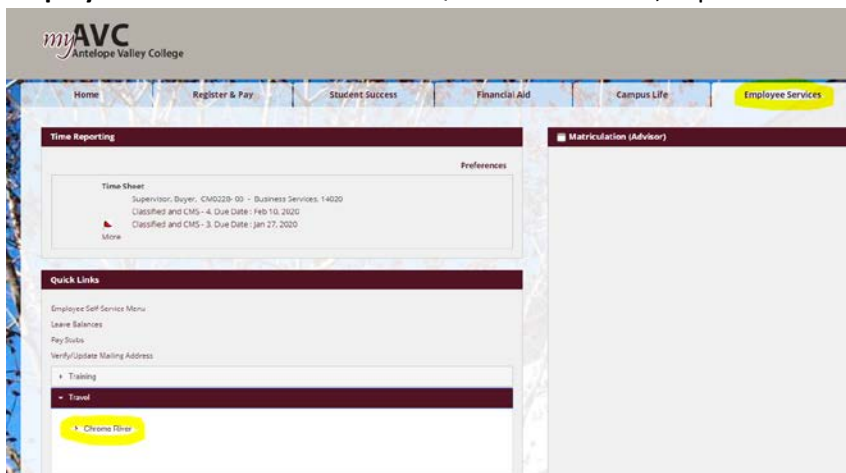 myAVC
Antelope Valley College
Home Register & Pay Student Success Financial Aid Campus Life Employee Services
Time Reporting
Preferences
Time Sheet
Supervisor, Buyer, CM0228- 00 - Business Services, 14020
Classified and CMS - 4. Due Date : Feb 10, 2020
Classified and CMS - 3. Due Date : Jan 27, 2020
More
Matriculation (Advisor)
Quick Links
Employee Self Service Menu
Leave Balances
Pay Stubs
Verify/Update Mailing Address
Training
Travel
Chrome River